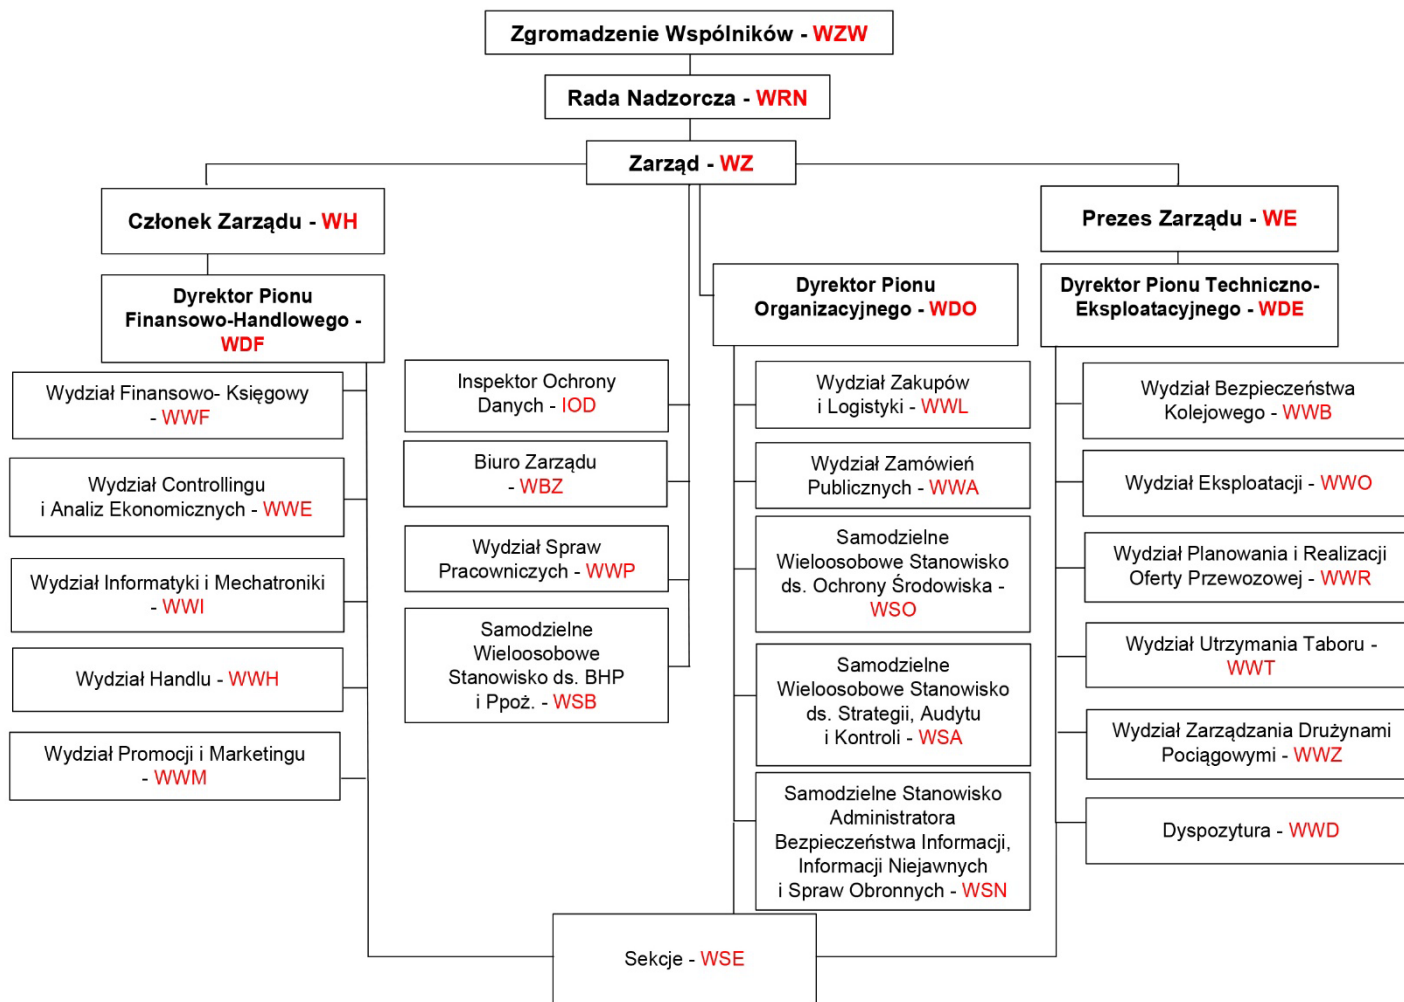 Zgromadzenie Wspólników - WZW
Rada Nadzorcza - WRN
Zarząd - WZ
Członek Zarządu - WH
Prezes Zarządu - WE
Dyrektor Pionu
Finansowo-Handlowego -
WDF
Dyrektor Pionu
Organizacyjnego - WDO
Dyrektor Pionu Techniczno-
Eksploatacyjnego - WDE
Wydział Finansowo- Księgowy
- WWF
Wydział Controllingu
i Analiz Ekonomicznych - WWE
Wydział Informatyki i Mechatroniki
- WWI
Wydział Handlu - WWH
Wydział Promocji i Marketingu
- WWM
Inspektor Ochrony
Danych - IOD
Biuro Zarządu
- WBZ
Wydział Spraw
Pracowniczych - WWP
Samodzielne
Wieloosobowe
Stanowisko ds. BHP
i Ppoż. - WSB
Wydział Zakupów
i Logistyki - WWL
Wydział Zamówień
Publicznych - WWA
Samodzielne
Wieloosobowe Stanowisko
ds. Ochrony Środowiska -
WSO
Samodzielne
Wieloosobowe Stanowisko
ds. Strategii, Audytu
i Kontroli - WSA
Samodzielne Stanowisko
Administratora
Bezpieczeństwa Informacji,
Informacji Niejawnych
i Spraw Obronnych - WSN
Wydział Bezpieczeństwa
Kolejowego - WWB
Wydział Eksploatacji - WWO
Wydział Planowania i Realizacji
Oferty Przewozowej - WWR
Wydział Utrzymania Taboru -
WWT
Wydział Zarządzania Drużynami
Pociągowymi - WWZ
Dyspozytura - WWD
Sekcje - WSE